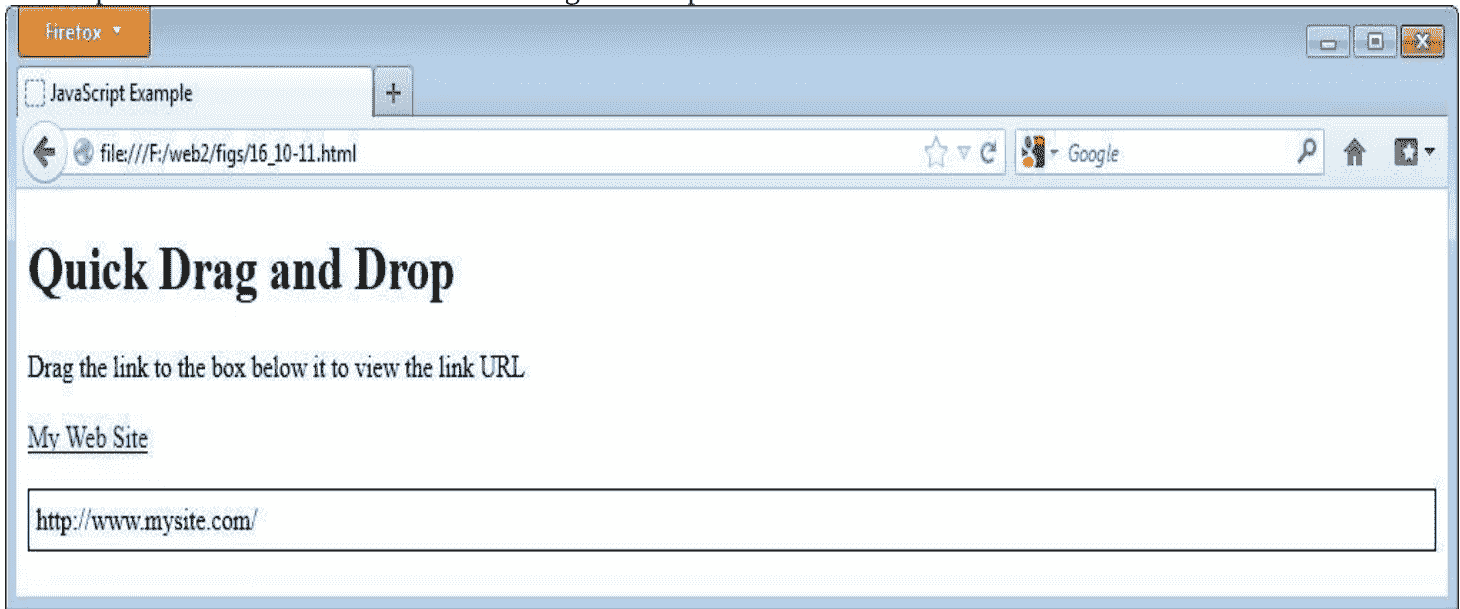 Firefox
JavaScript Example
file:///F:/web2/figs/16_10-11.html
Google
Quick Drag and Drop
Drag the link to the box below it to view the link URL
My Web Site
http://www.mysite.com/